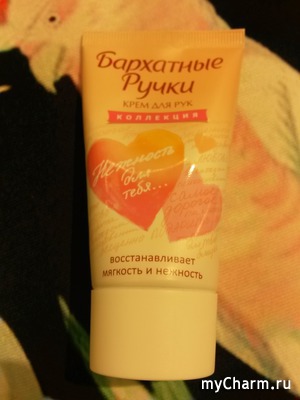 Бархатные
Ручки
КРЕМ ДЛЯ РУК
КОЛЛЕКЦИЯ
Нежность
для
тебя...
восстанавливает
мягкость и нежность
myCharm.ru